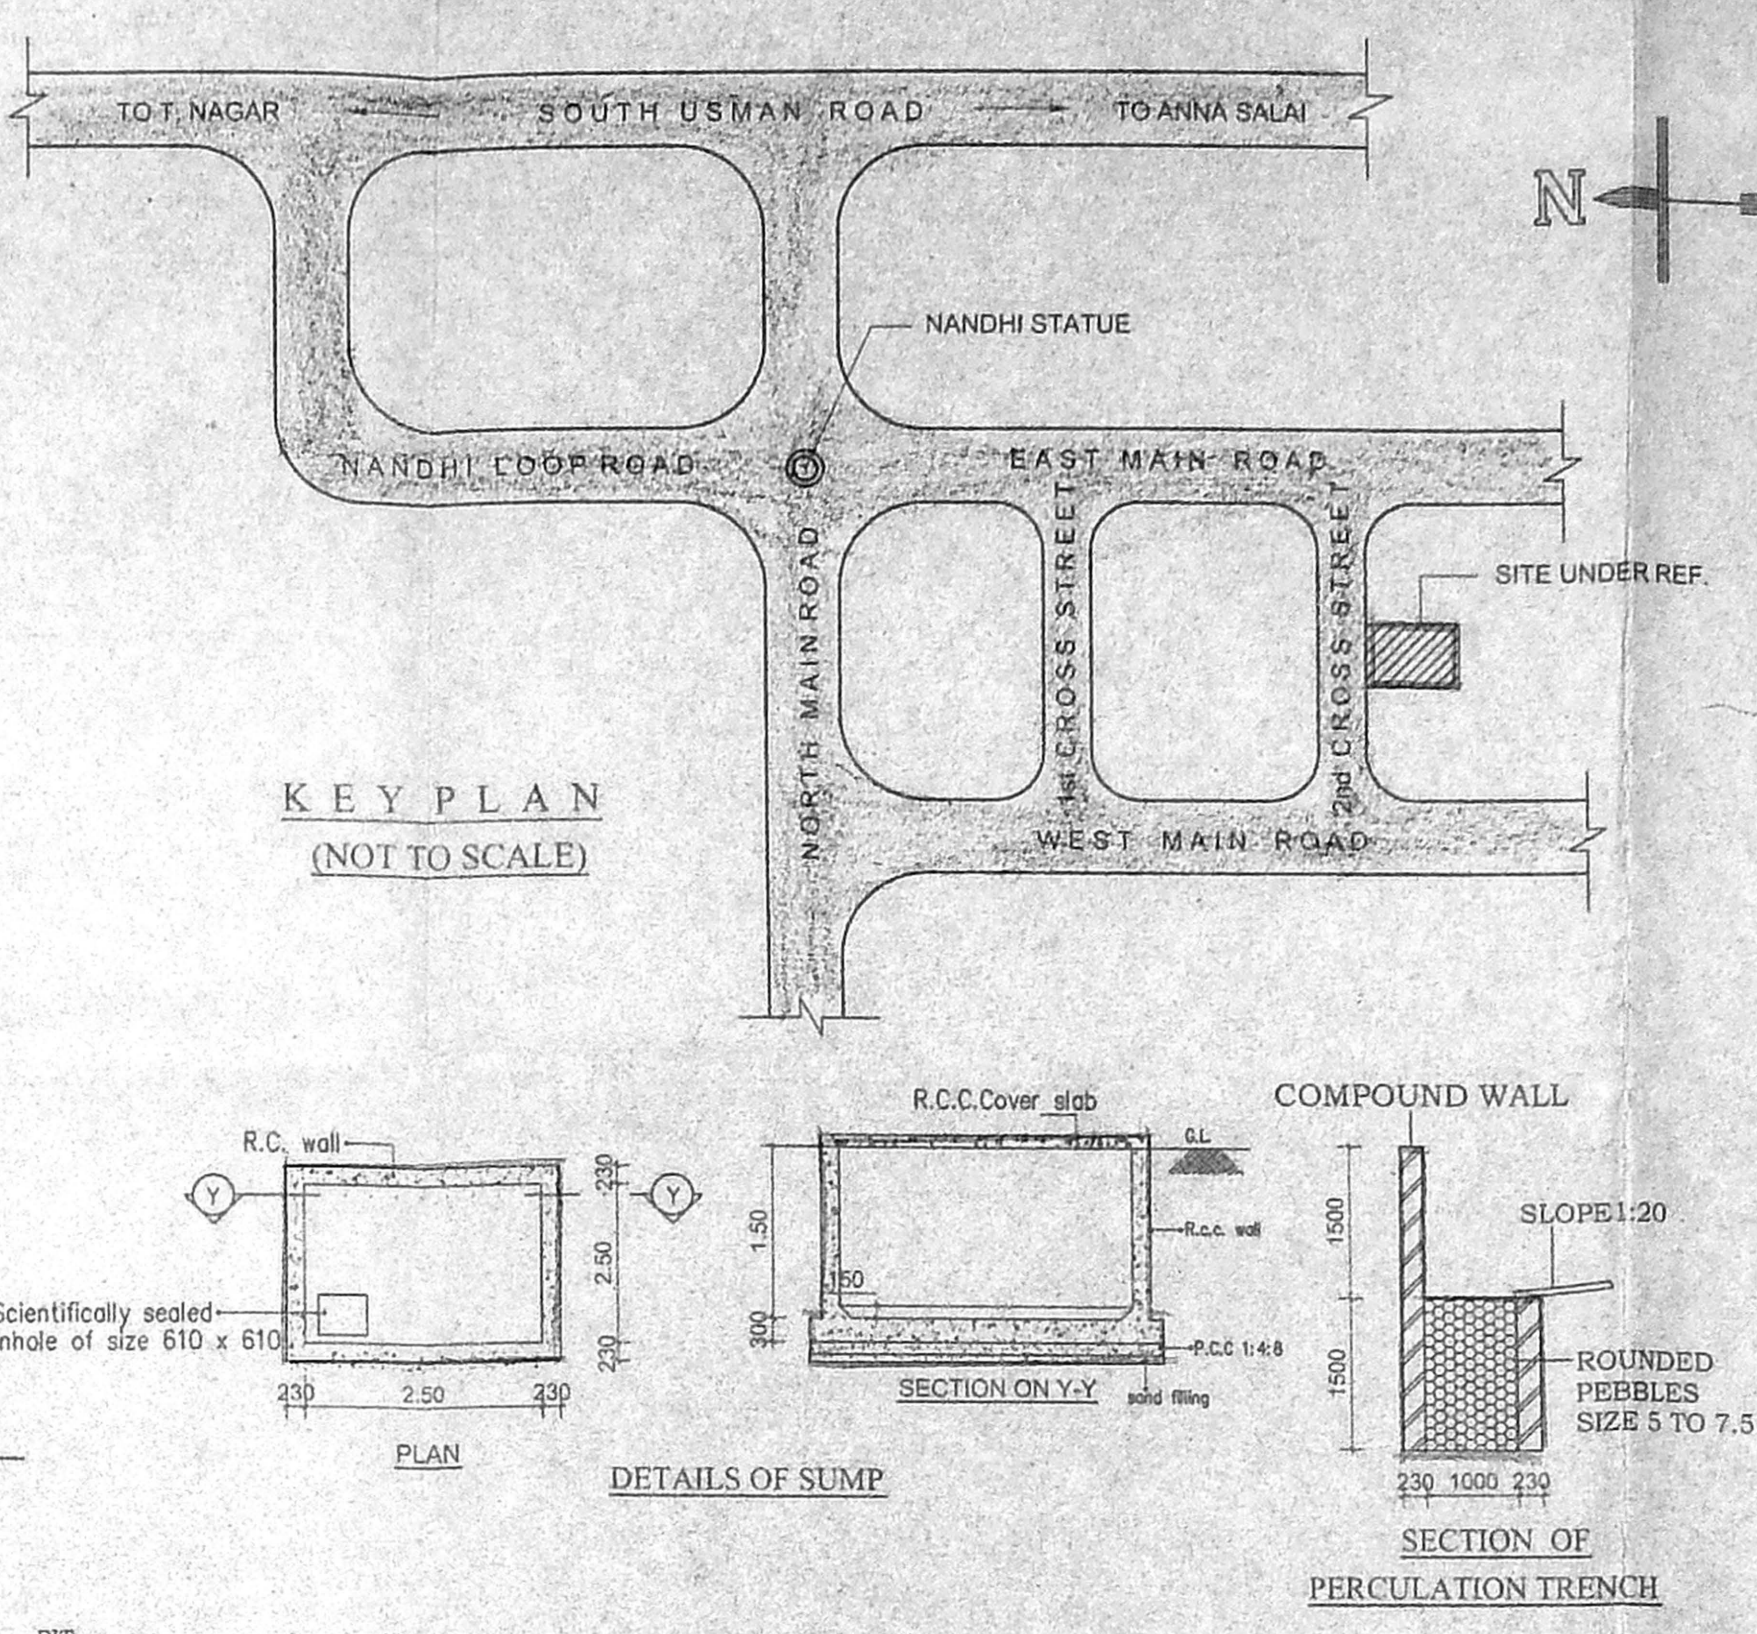 TO T. NAGAR
SOUTH USMAN ROAD
TO ANNA SALAI
N
NANDHI STATUE
NANDHI LOOP ROAD
EAST MAIN ROAD
NORTH MAIN ROAD
1st CROSS STREET
2nd CROSS STREET
SITE UNDER REF.
WEST MAIN ROAD
KEY PLAN
(NOT TO SCALE)
R.C. wall
Y
Y
230
2.50
230
Scientifically sealed
nhole of size 610 x 610
230
2.50
230
PLAN
R.C.C.Cover slab
G.L
1.50
150
300
R.c.c. wall
P.C.C 1:4:8
sand filling
SECTION ON Y-Y
DETAILS OF SUMP
COMPOUND WALL
1500
SLOPE 1:20
1500
ROUNDED
PEBBLES
SIZE 5 TO 7.5
230
1000
230
SECTION OF
PERCULATION TRENCH